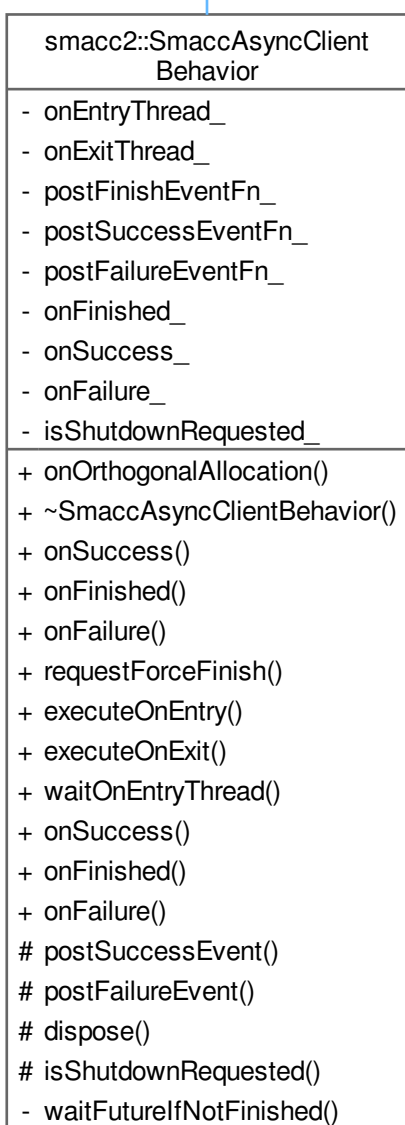 smacc2::SmaccAsyncClient
Behavior
- onEntryThread_
- onExitThread_
- postFinishEventFn_
- postSuccessEventFn_
- postFailureEventFn_
- onFinished_
- onSuccess_
- onFailure_
- isShutdownRequested_
+ onOrthogonalAllocation()
+ ~SmaccAsyncClientBehavior()
+ onSuccess()
+ onFinished()
+ onFailure()
+ requestForceFinish()
+ executeOnEntry()
+ executeOnExit()
+ waitOnEntryThread()
+ onSuccess()
+ onFinished()
+ onFailure()
# postSuccessEvent()
# postFailureEvent()
# dispose()
# isShutdownRequested()
- waitFutureIfNotFinished()